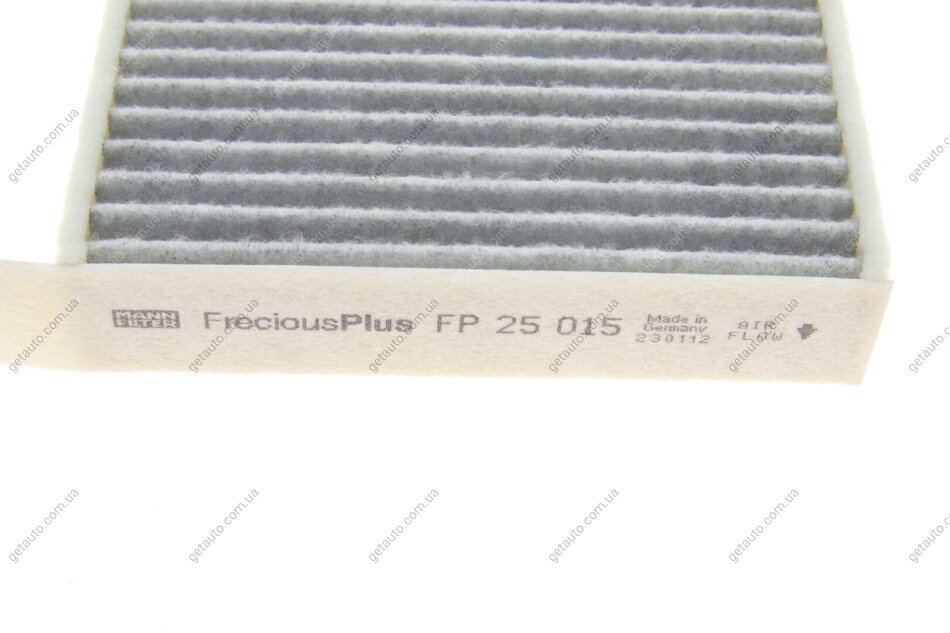 MANN
FILTER
FreciousPlus FP 25 015
Made in
Germany
230112
AIR
FLOW
getauto.com.ua